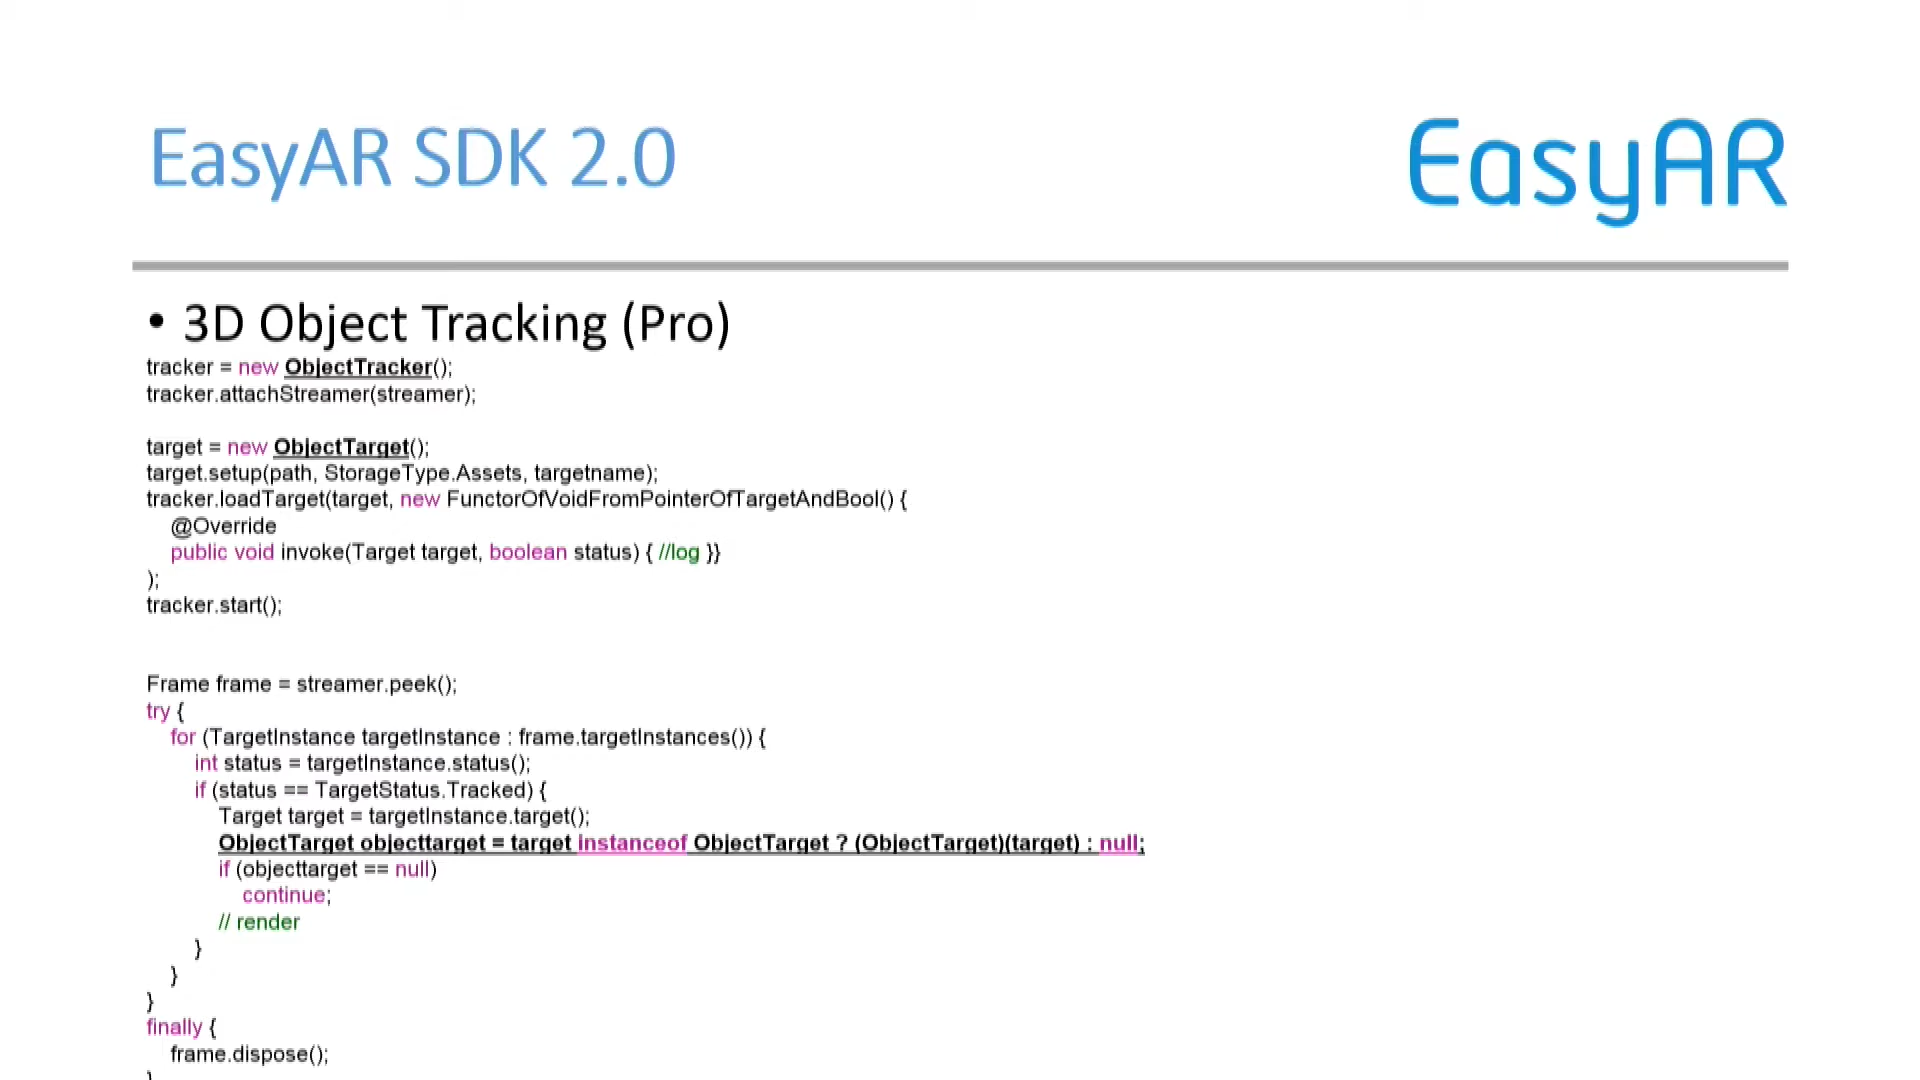 EasyAR SDK 2.0
EasyAR
• 3D Object Tracking (Pro)
tracker = new ObjectTracker();
tracker.attachStreamer(streamer);
target = new ObjectTarget();
target.setup(path, StorageType.Assets, targetname);
tracker.loadTarget(target, new FunctorOfVoidFromPointerOfTargetAndBool() {
@Override
public void invoke(Target target, boolean status) { //log }}
);
tracker.start();
Frame frame = streamer.peek();
try {
for (TargetInstance targetInstance : frame.targetInstances()) {
int status = targetInstance.status();
if (status == TargetStatus.Tracked) {
Target target = targetInstance.target();
ObjectTarget objecttarget = target instanceof ObjectTarget ? (ObjectTarget)(target) : null;
if (objecttarget == null)
continue;
// render
}
}
}
finally {
frame.dispose();
}